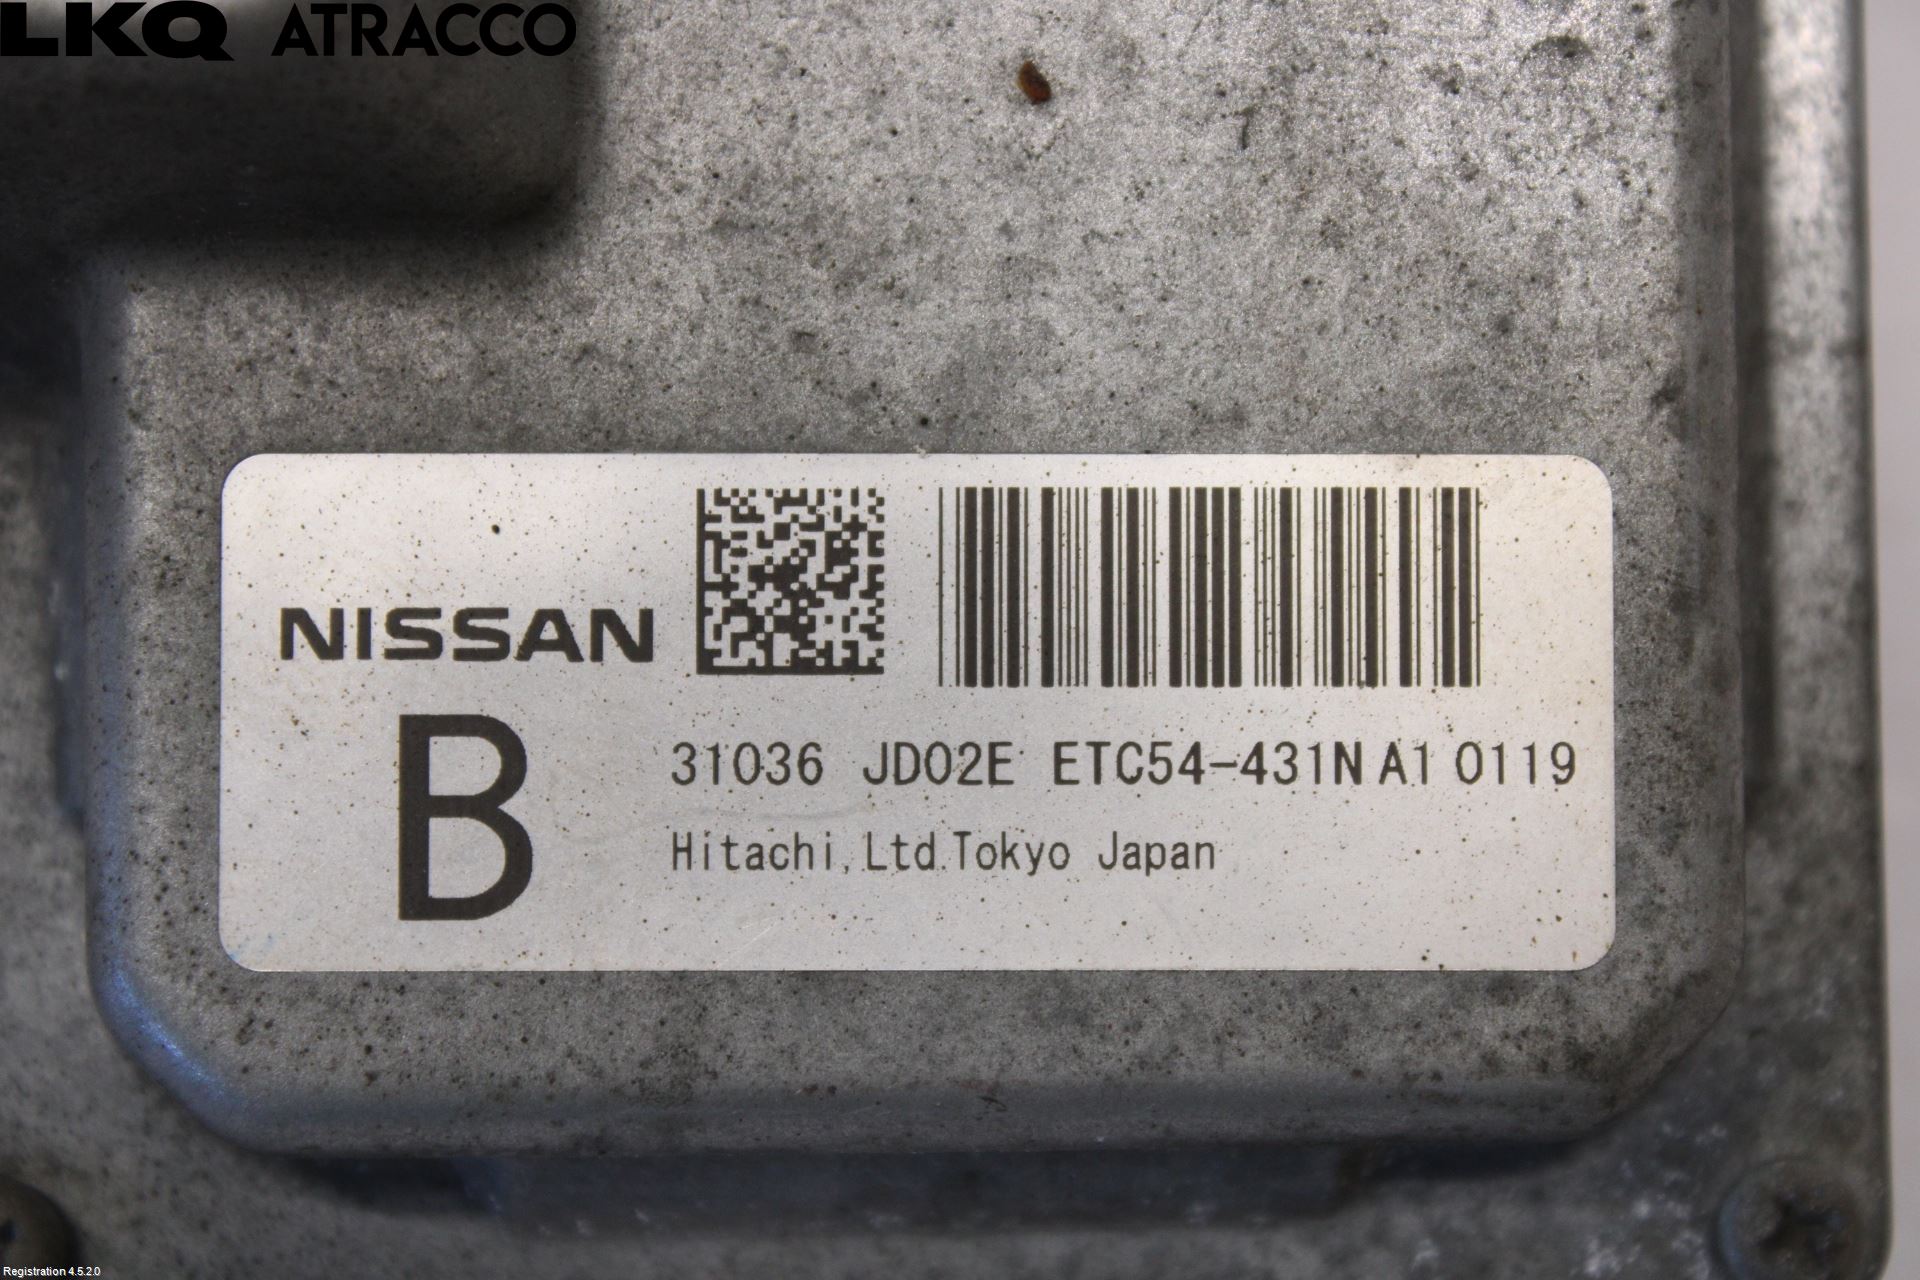 LKQ ATRACCO
NISSAN
B
31036 JD02E ETC54-431N A1 0119
Hitachi, Ltd. Tokyo Japan
Registration 4.5.2.0